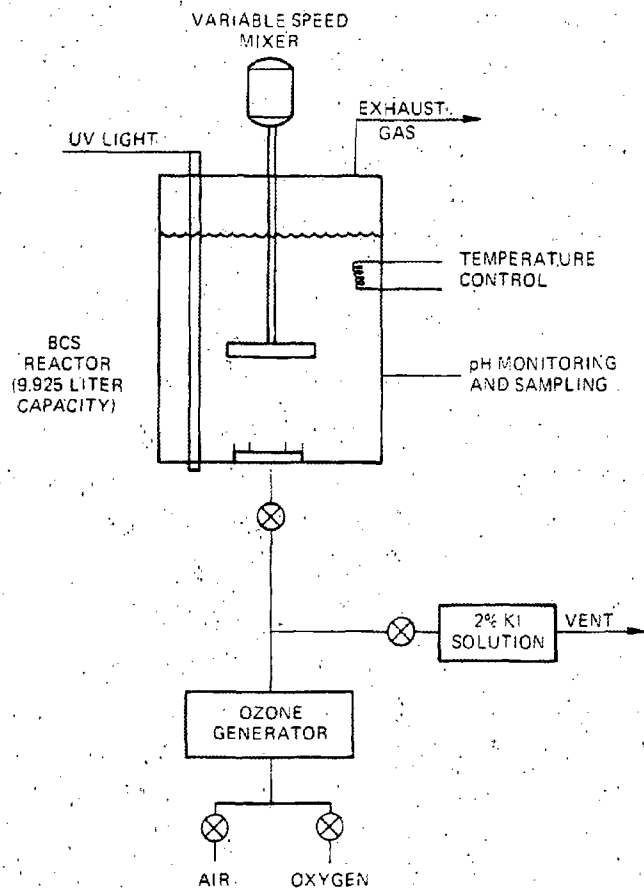 VARIABLE SPEED
MIXER
EXHAUST
GAS
UV LIGHT
TEMPERATURE
CONTROL
BCS
REACTOR
(9.925 LITER
CAPACITY)
pH MONITORING
AND SAMPLING
2% KI
SOLUTION
VENT
OZONE
GENERATOR
AIR
OXYGEN